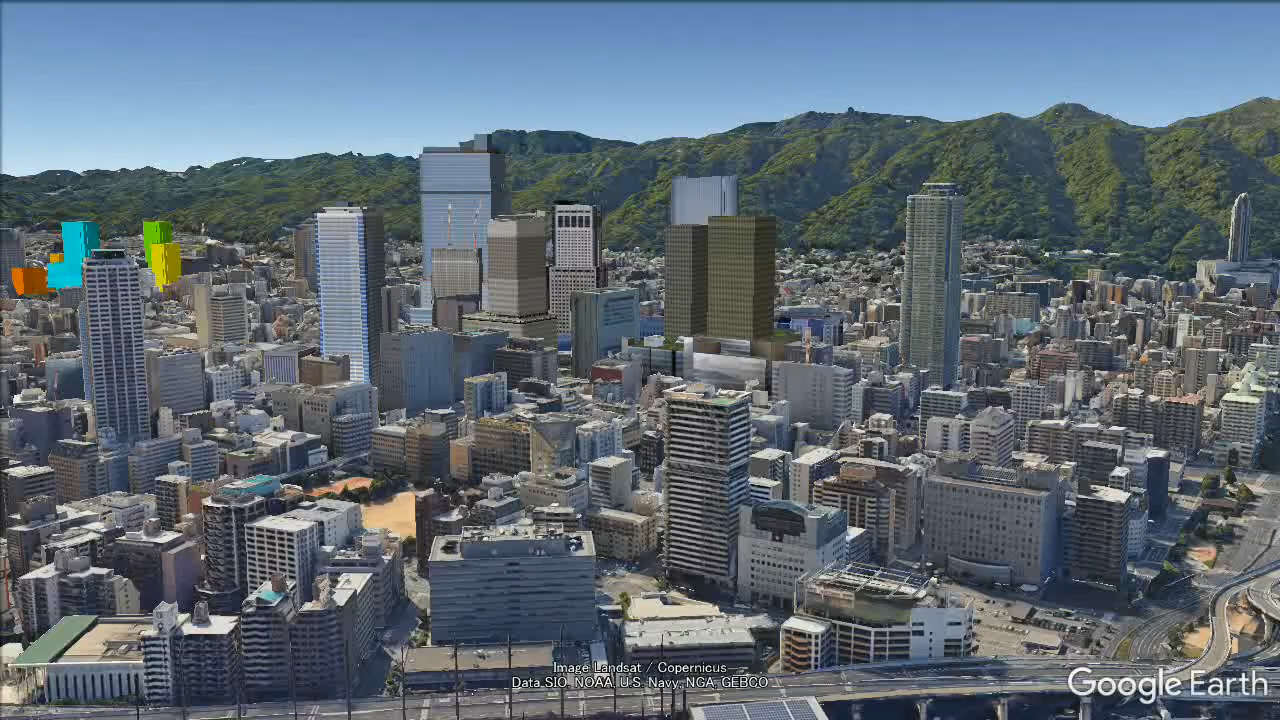 Image Landsat / Copernicus
Data SIO, NOAA, U.S. Navy, NGA, GEBCO
Google Earth